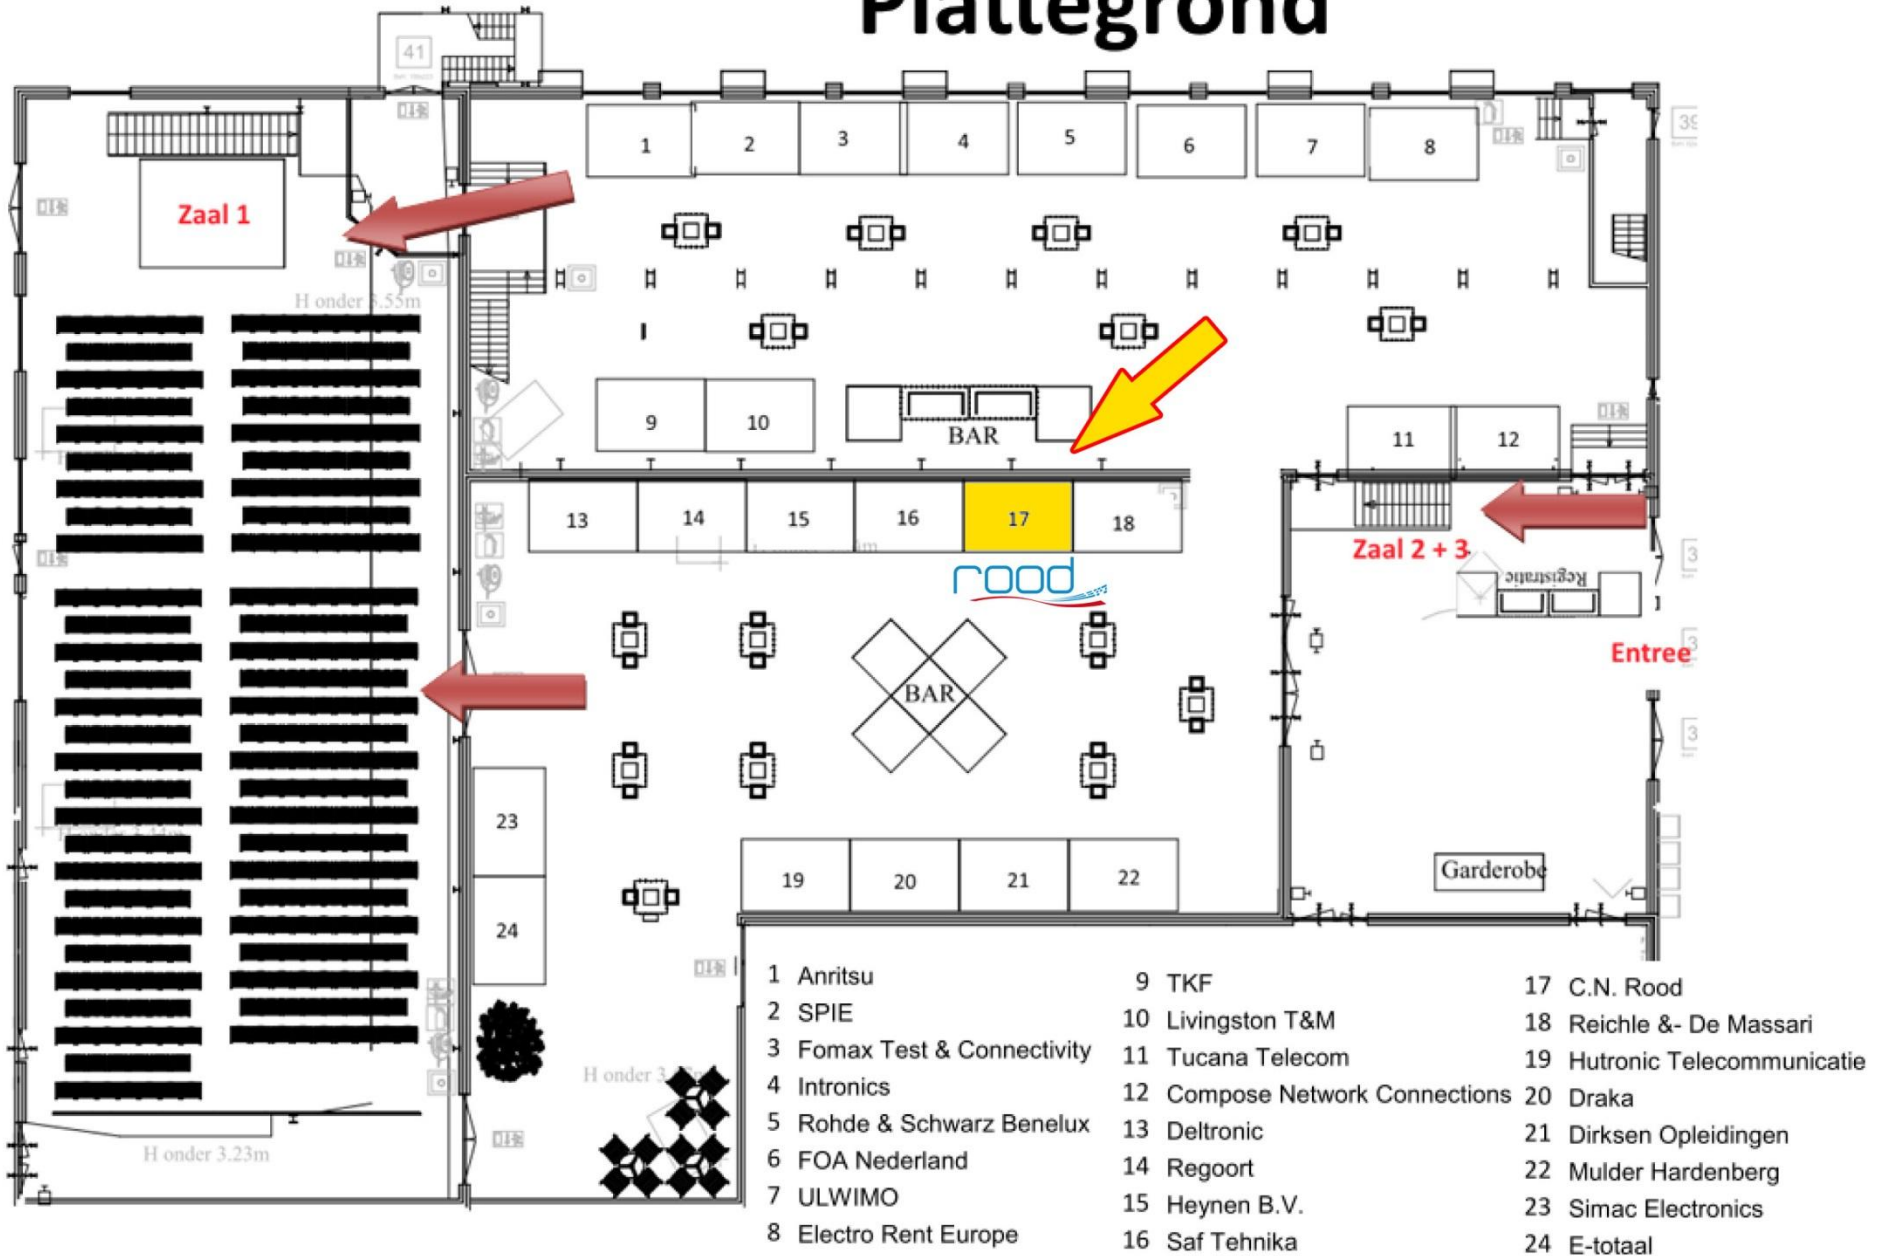 Plattegrond
41
39
1
2
3
4
5
6
7
8
Zaal 1
H onder 3.55m
9
10
BAR
11
12
13
14
15
16
17
18
rood
Zaal 2 + 3
Registratie
Entree
BAR
23
24
19
20
21
22
Garderobe
H onder
H onder 3.23m
1 Anritsu
2 SPIE
3 Fomax Test & Connectivity
4 Intronics
5 Rohde & Schwarz Benelux
6 FOA Nederland
7 ULWIMO
8 Electro Rent Europe
9 TKF
10 Livingston T&M
11 Tucana Telecom
12 Compose Network Connections
13 Deltronic
14 Regoort
15 Heynen B.V.
16 Saf Tehnika
17 C.N. Rood
18 Reichle &- De Massari
19 Hutronic Telecommunicatie
20 Draka
21 Dirksen Opleidingen
22 Mulder Hardenberg
23 Simac Electronics
24 E-totaal